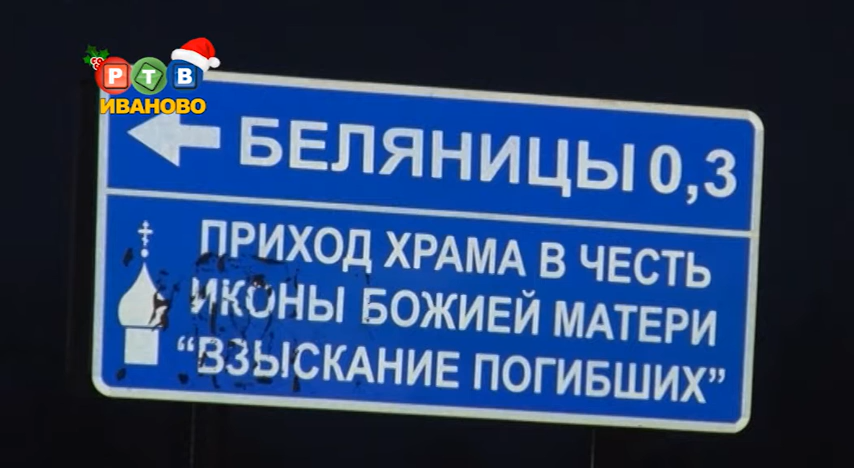 РТВ
ИВАНОВО
БЕЛЯНИЦЫ 0,3
ПРИХОД ХРАМА В ЧЕСТЬ
ИКОНЫ БОЖИЕЙ МАТЕРИ
“ВЗЫСКАНИЕ ПОГИБШИХ”